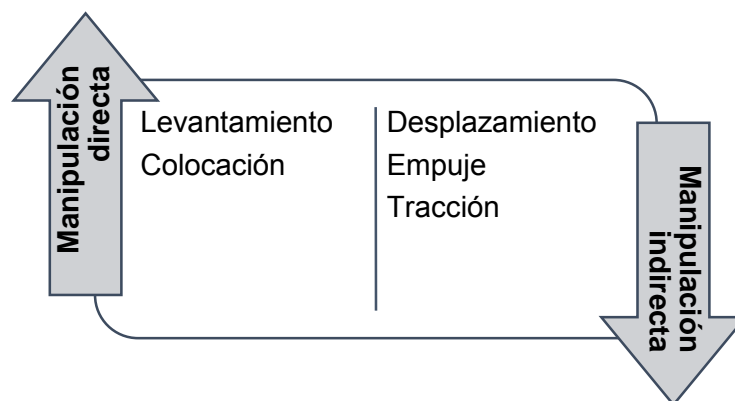 Manipulación
directa
Levantamiento
Colocación
Desplazamiento
Empuje
Tracción
Manipulación
indirecta